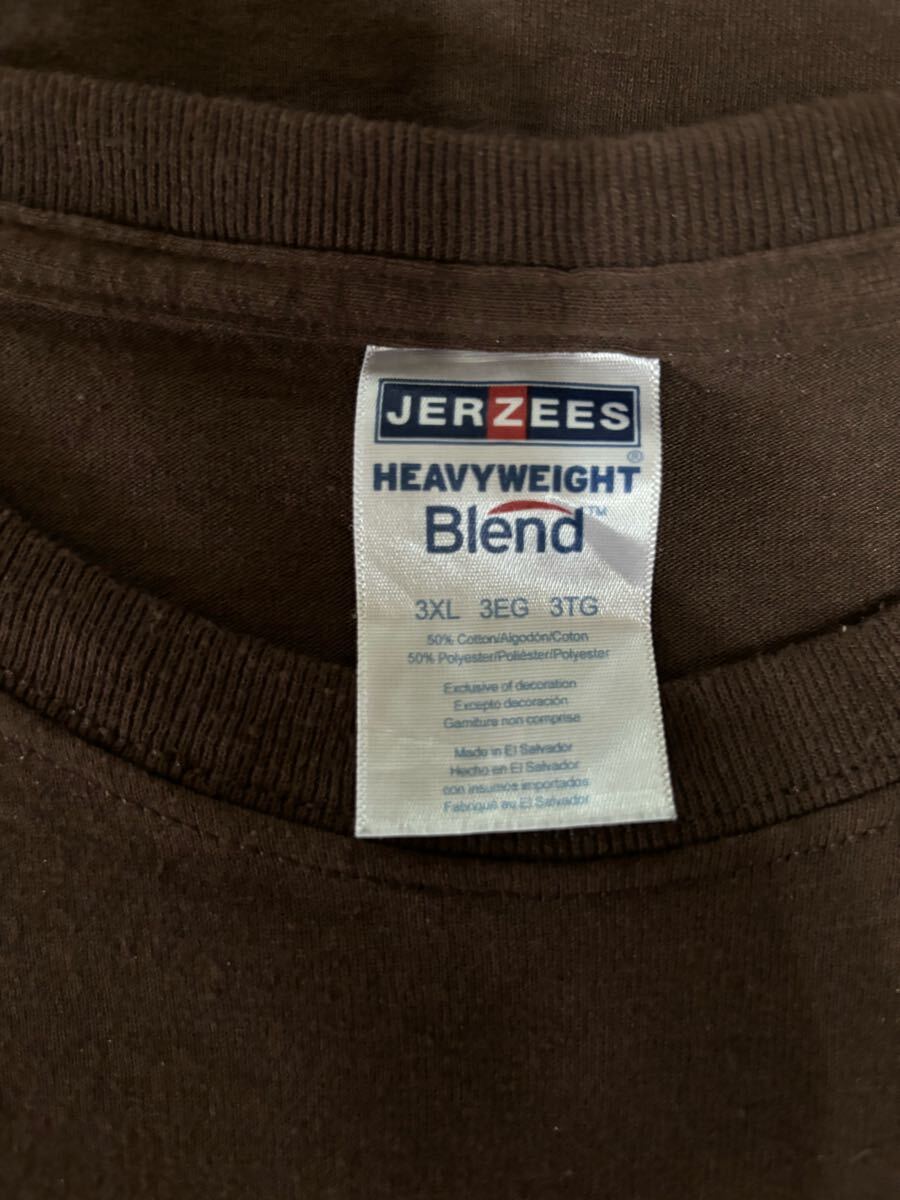 JERZEES
®
HEAVYWEIGHT
Blend™
3XL 3EG 3TG
50% Cotton/Algodón/Coton
50% Polyester/Poliéster/Polyester
Exclusive of decoration
Excepto decoración
Garniture non comprise
Made in El Salvador
Hecho en El Salvador
con insumos importados
Fabriqué au El Salvador